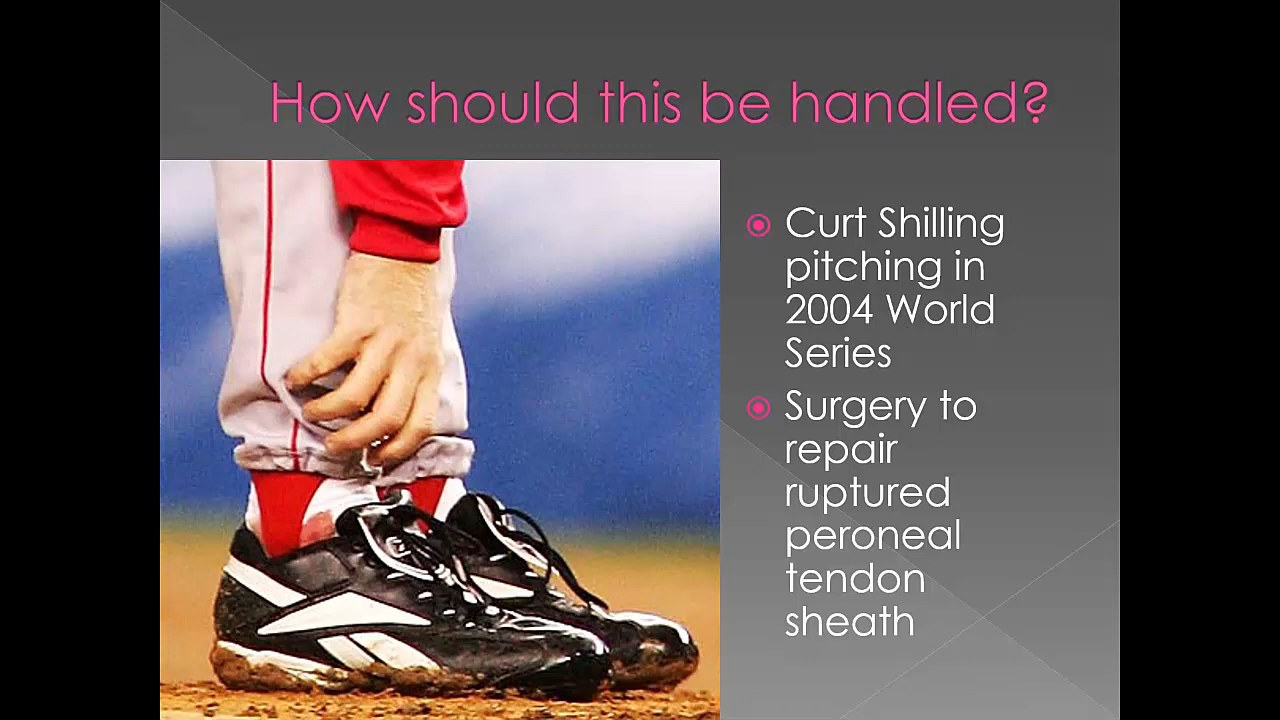 How should this be handled?
Curt Shilling
pitching in
2004 World
Series
Surgery to
repair
ruptured
peroneal
tendon
sheath